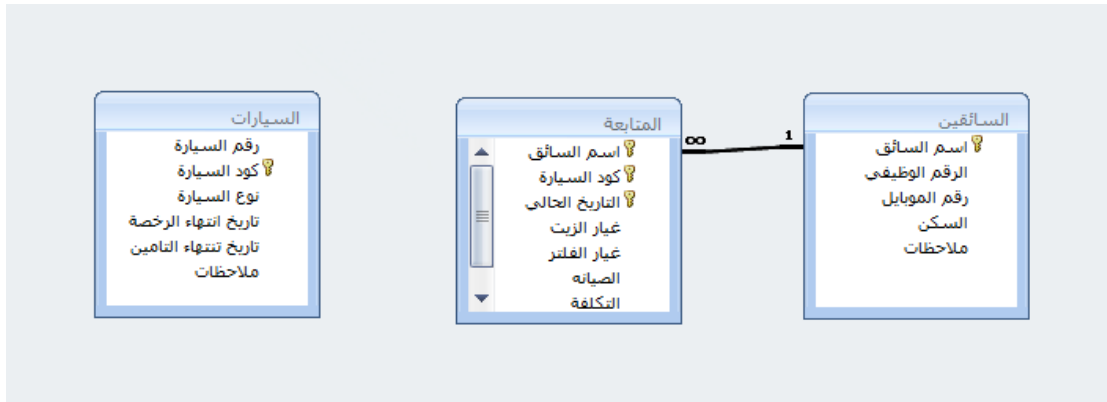 السائقين
اسم السائق
الرقم الوظيفي
رقم الموبايل
السكن
ملاحظات
1
∞
المتابعة
اسم السائق
كود السيارة
التاريخ الحالي
غيار الزيت
غيار الفلتر
الصيانه
التكلفة
السيارات
رقم السيارة
كود السيارة
نوع السيارة
تاريخ انتهاء الرخصة
تاريخ تنتهاء التامين
ملاحظات